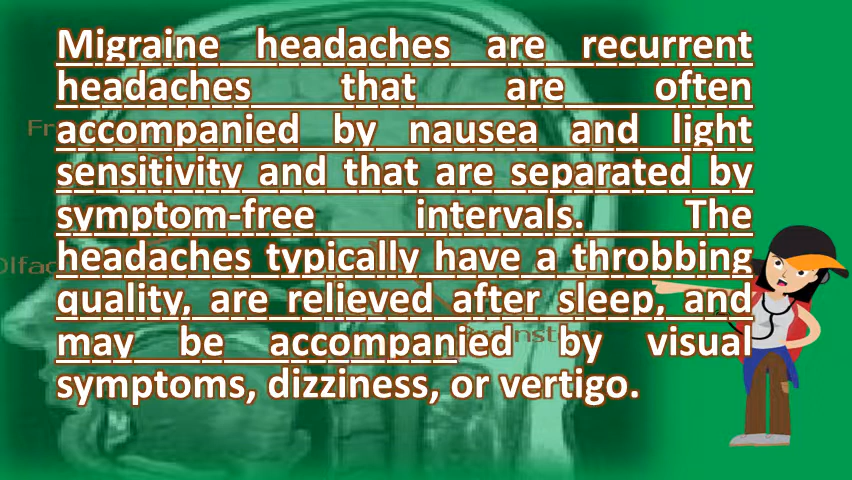 Migraine headaches are recurrent
headaches that are often
accompanied by nausea and light
sensitivity and that are separated by
symptom-free intervals. The
headaches typically have a throbbing
quality, are relieved after sleep, and
may be accompanied by visual
symptoms, dizziness, or vertigo.